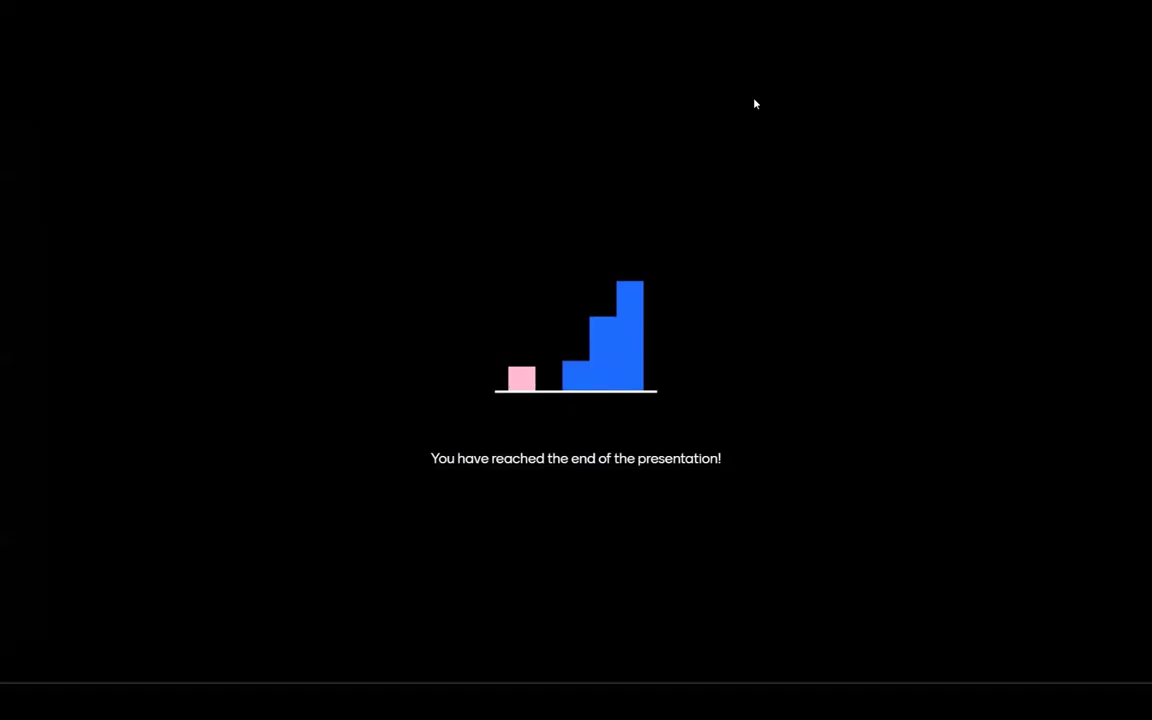 You have reached the end of the presentation!